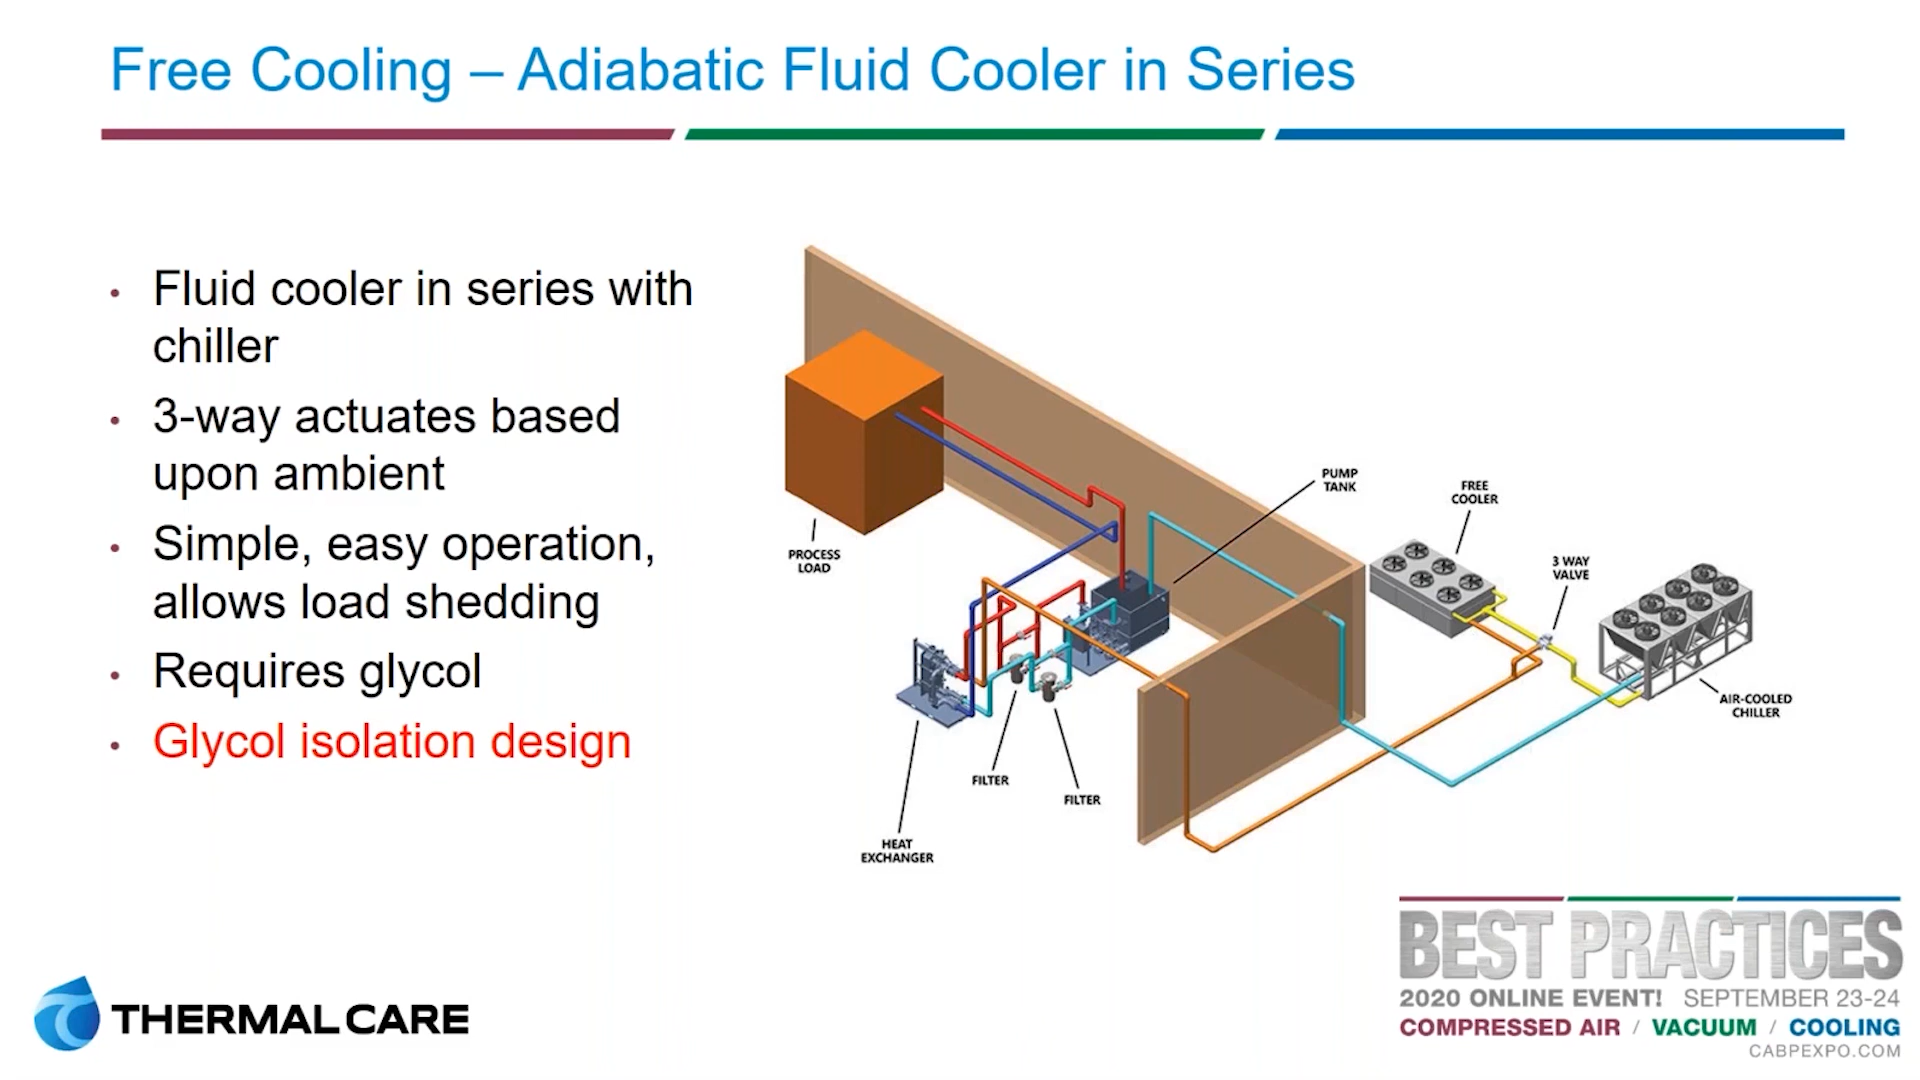 Free Cooling – Adiabatic Fluid Cooler in Series
• Fluid cooler in series with
chiller
• 3-way actuates based
upon ambient
• Simple, easy operation,
allows load shedding
• Requires glycol
• Glycol isolation design
PROCESS
LOAD
PUMP
TANK
FREE
COOLER
3 WAY
VALVE
AIR-COOLED
CHILLER
FILTER
FILTER
HEAT
EXCHANGER
THERMAL CARE
BEST PRACTICES
2020 ONLINE EVENT! SEPTEMBER 23-24
COMPRESSED AIR / VACUUM / COOLING
CABPEXPO.COM